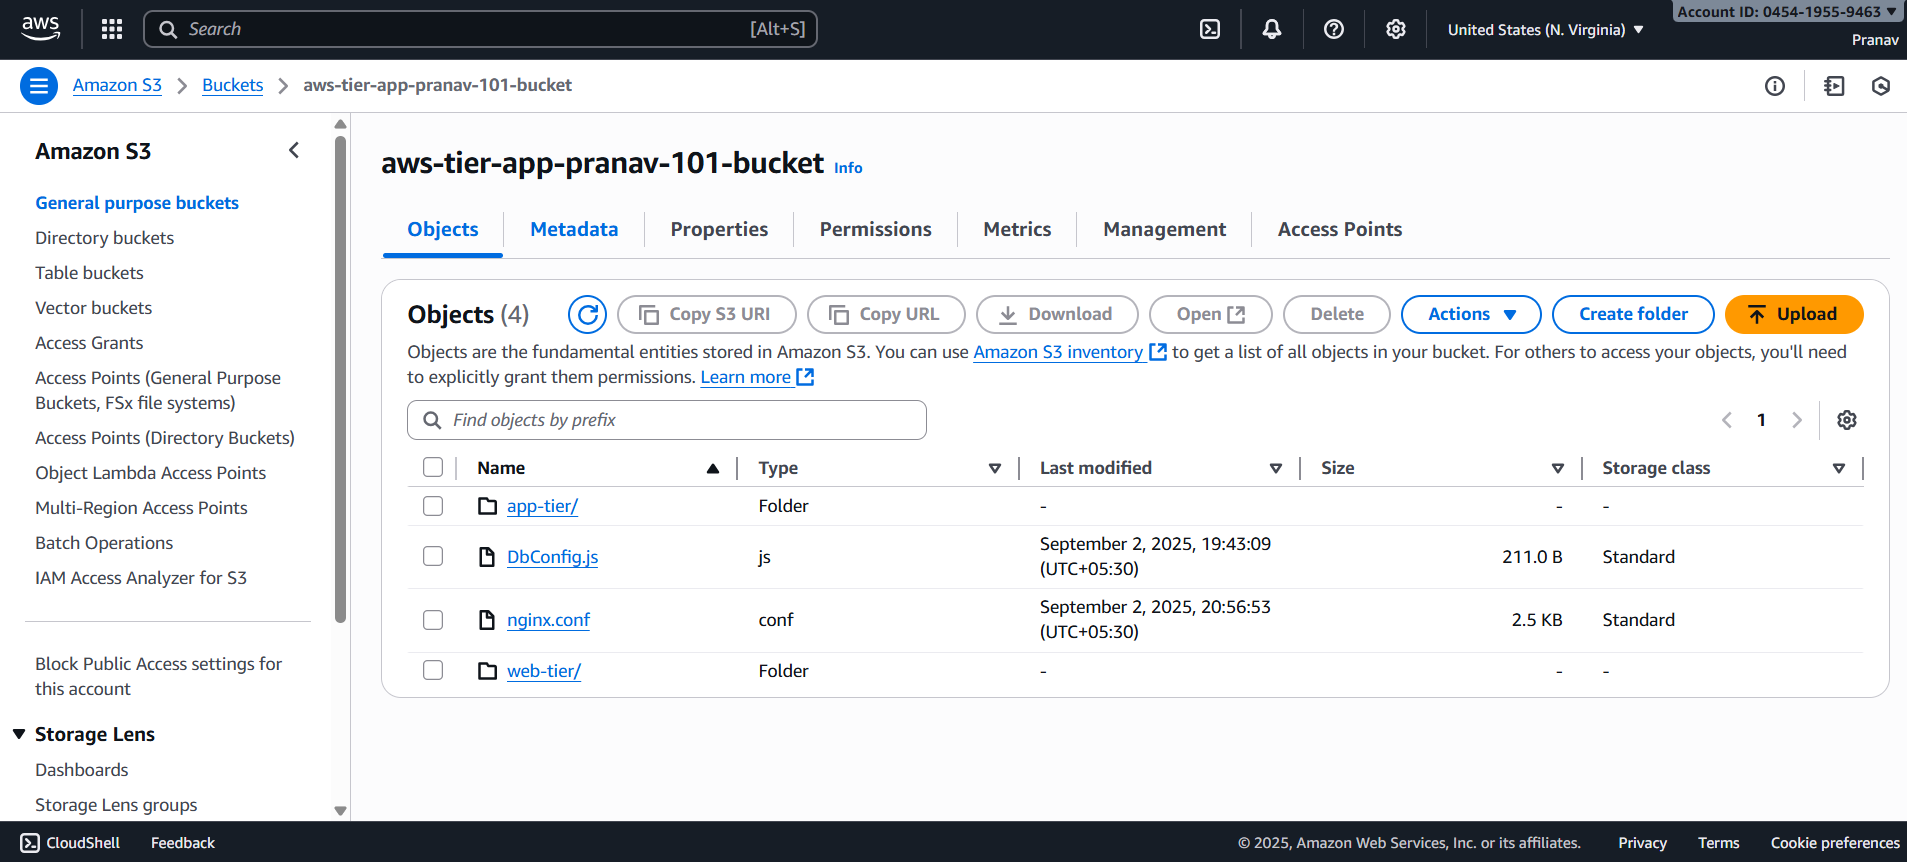 aws
Search [Alt+S]
United States (N. Virginia)
Account ID: 0454-1955-9463
Pranav
Amazon S3
Buckets
aws-tier-app-pranav-101-bucket
Amazon S3
General purpose buckets
Directory buckets
Table buckets
Vector buckets
Access Grants
Access Points (General Purpose
Buckets, FSx file systems)
Access Points (Directory Buckets)
Object Lambda Access Points
Multi-Region Access Points
Batch Operations
IAM Access Analyzer for S3
Block Public Access settings for
this account
Storage Lens
Dashboards
Storage Lens groups
aws-tier-app-pranav-101-bucket Info
Objects Metadata Properties Permissions Metrics Management Access Points
Objects (4) Copy S3 URI Copy URL Download Open Delete Actions Create folder Upload
Objects are the fundamental entities stored in Amazon S3. You can use Amazon S3 inventory to get a list of all objects in your bucket. For others to access your objects, you'll need
to explicitly grant them permissions. Learn more
Find objects by prefix
1
Name Type Last modified Size Storage class
app-tier/ Folder - - -
DbConfig.js js September 2, 2025, 19:43:09 (UTC+05:30) 211.0 B Standard
nginx.conf conf September 2, 2025, 20:56:53 (UTC+05:30) 2.5 KB Standard
web-tier/ Folder - - -
CloudShell Feedback © 2025, Amazon Web Services, Inc. or its affiliates. Privacy Terms Cookie preferences